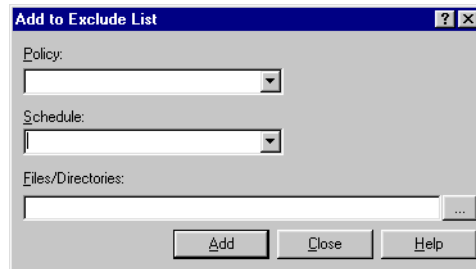 Add to Exclude List
Policy:
Schedule:
Files/Directories:
...
Add Close Help